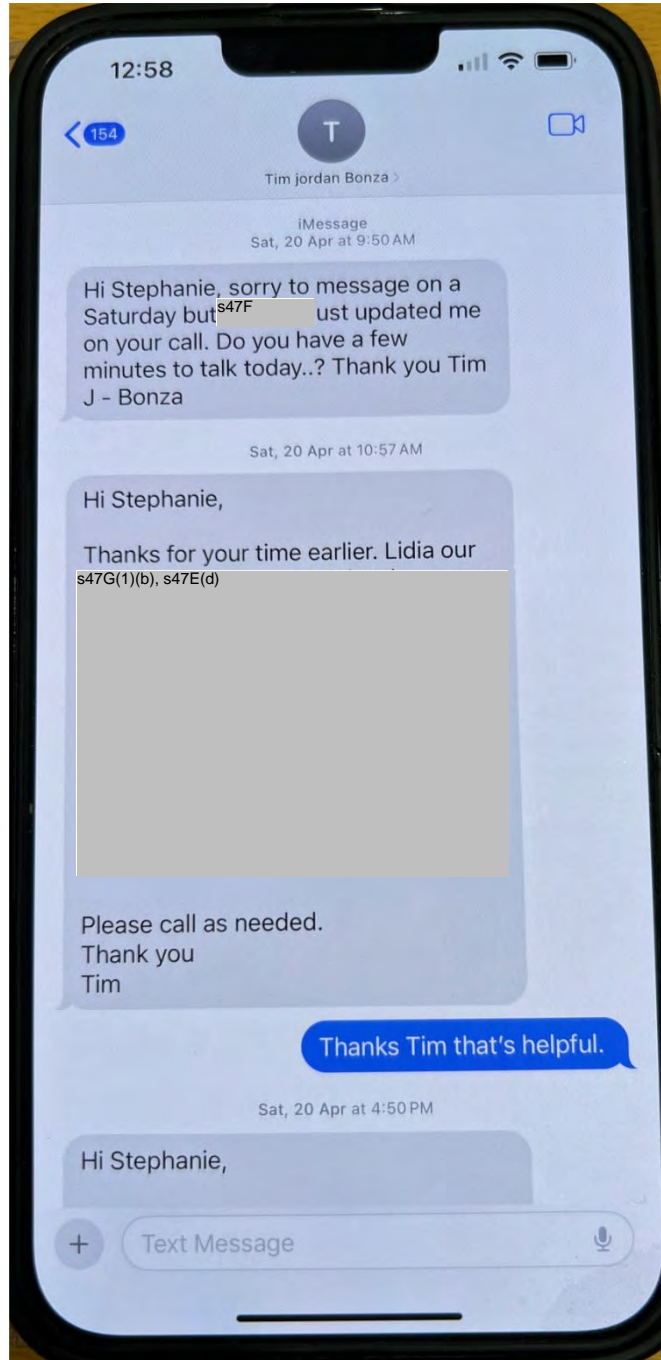 12:58
154
T
Tim jordan Bonza >
iMessage
Sat, 20 Apr at 9:50 AM
Hi Stephanie, sorry to message on a
Saturday but s47F ust updated me
on your call. Do you have a few
minutes to talk today..? Thank you Tim
J - Bonza
Sat, 20 Apr at 10:57 AM
Hi Stephanie,
Thanks for your time earlier. Lidia our
s47G(1)(b), s47E(d)
Please call as needed.
Thank you
Tim
Thanks Tim that's helpful.
Sat, 20 Apr at 4:50 PM
Hi Stephanie,
+ Text Message